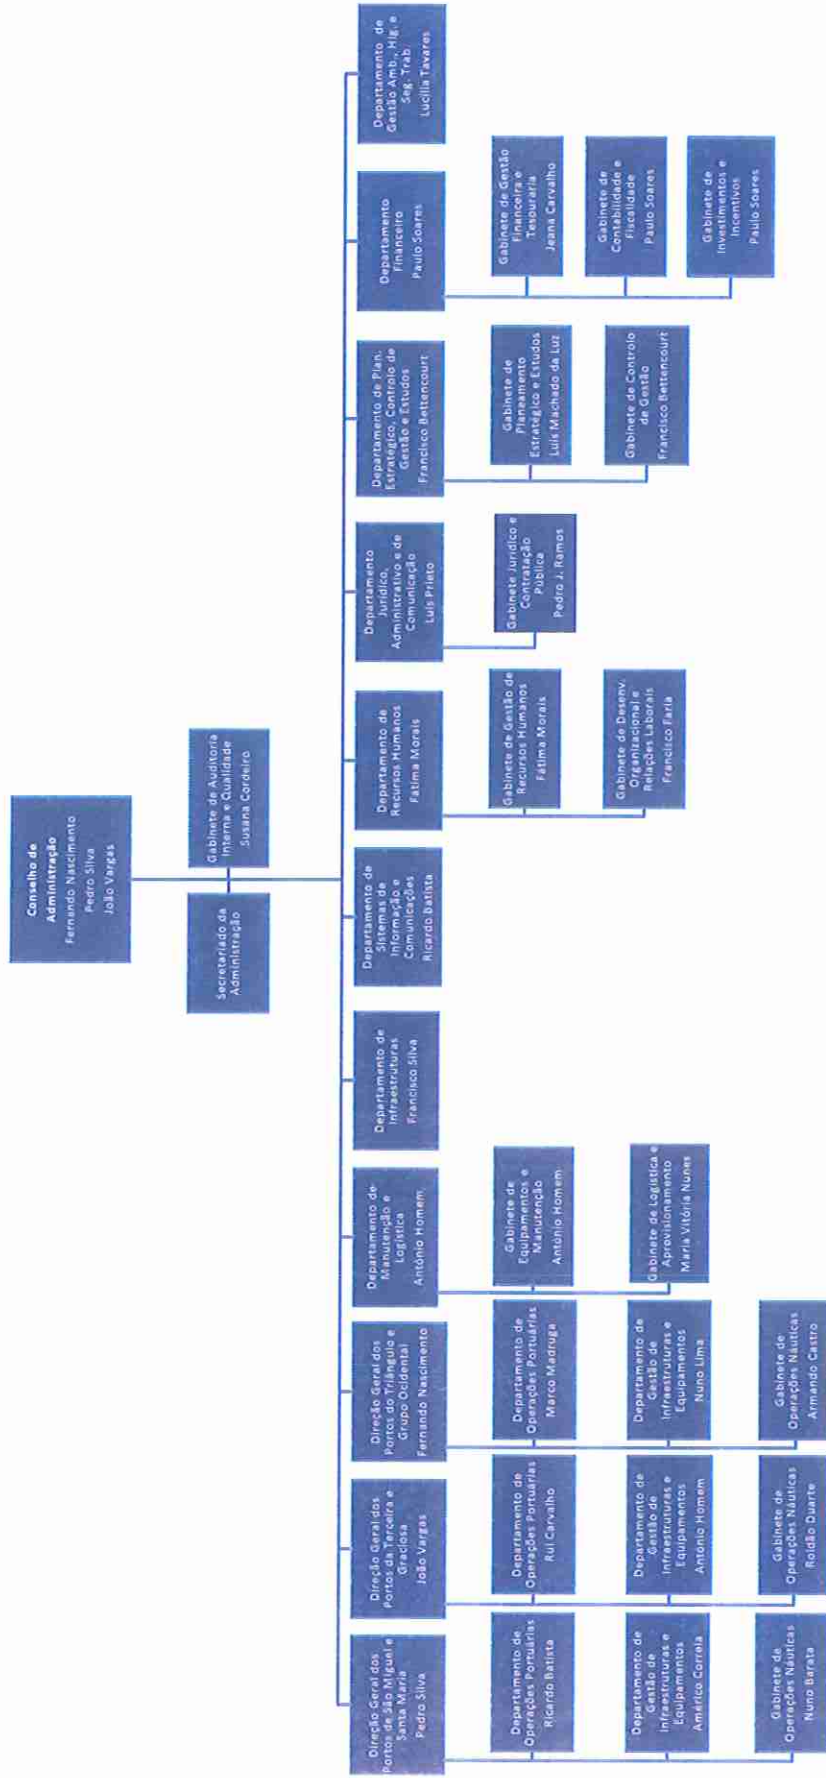 Conselho de
Administração
Fernando Nascimento
Pedro Silva
João Vargas
Secretariado da
Administração
Gabinete de Auditoria
Interna e Qualidade
Susana Cordeiro
Direção Geral dos
Portos de São Miguel e
Santa Maria
Pedro Silva
Departamento de
Operações Portuárias
Ricardo Batista
Departamento de
Gestão de
Infraestruturas e
Equipamentos
Américo Correia
Gabinete de
Operações Náuticas
Nuno Barata
Direção Geral dos
Portos da Terceira e
Graciosa
João Vargas
Departamento de
Operações Portuárias
Rui Carvalho
Departamento de
Gestão de
Infraestruturas e
Equipamentos
António Homem
Gabinete de
Operações Náuticas
Roldão Duarte
Direção Geral dos
Portos do Triângulo e
Grupo Ocidental
Fernando Nascimento
Departamento de
Operações Portuárias
Marco Madruga
Departamento de
Gestão de
Infraestruturas e
Equipamentos
Nuno Lima
Gabinete de
Operações Náuticas
Armando Castro
Departamento de
Manutenção e
Logística
António Homem
Gabinete de
Equipamentos e
Manutenção
António Homem
Gabinete de Logística e
Aprovisionamento
Maria Vitória Nunes
Departamento de
Infraestruturas
Francisco Silva
Departamento de
Sistemas de
Informação e
Comunicações
Ricardo Batista
Departamento de
Recursos Humanos
Fátima Morais
Gabinete de Gestão de
Recursos Humanos
Fátima Morais
Gabinete de Desenv.
Organizacional e
Relações Laborais
Francisco Faria
Departamento
Jurídico,
Administrativo e de
Comunicação
Luís Prieto
Gabinete Jurídico e
Contratação
Pública
Pedro J. Ramos
Departamento de Plan.
Estratégico, Controlo de
Gestão e Estudos
Francisco Bettencourt
Gabinete de
Planeamento
Estratégico e Estudos
Luís Machado da Luz
Gabinete de Controlo
de Gestão
Francisco Bettencourt
Departamento
Financeiro
Paulo Soares
Gabinete de Gestão
Financeira e
Tesouraria
Jeana Carvalho
Gabinete de
Contabilidade e
Fiscalidade
Paulo Soares
Gabinete de
Investimentos e
Incentivos
Paulo Soares
Departamento de
Gestão Amb., Hig. e
Seg. Trab.
Lucília Tavares